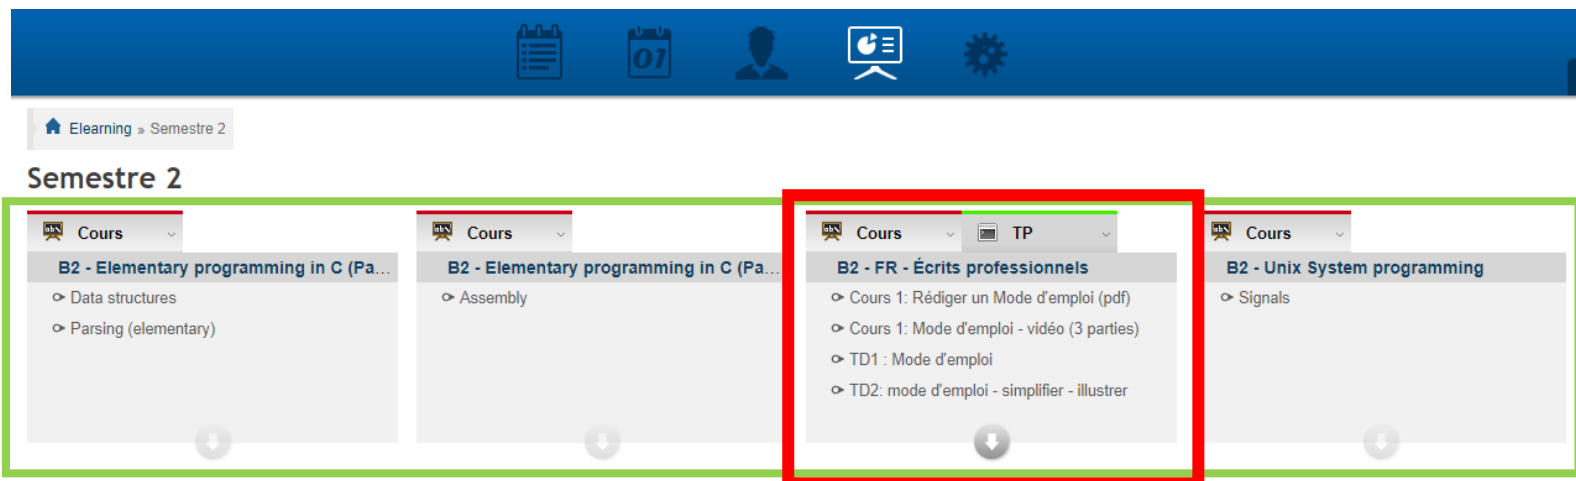 01
Elearning » Semestre 2
Semestre 2
Cours
B2 - Elementary programming in C (Pa...
Data structures
Parsing (elementary)
Cours
B2 - Elementary programming in C (Pa...
Assembly
Cours
TP
B2 - FR - Écrits professionnels
Cours 1: Rédiger un Mode d'emploi (pdf)
Cours 1: Mode d'emploi - vidéo (3 parties)
TD1 : Mode d'emploi
TD2: mode d'emploi - simplifier - illustrer
Cours
B2 - Unix System programming
Signals